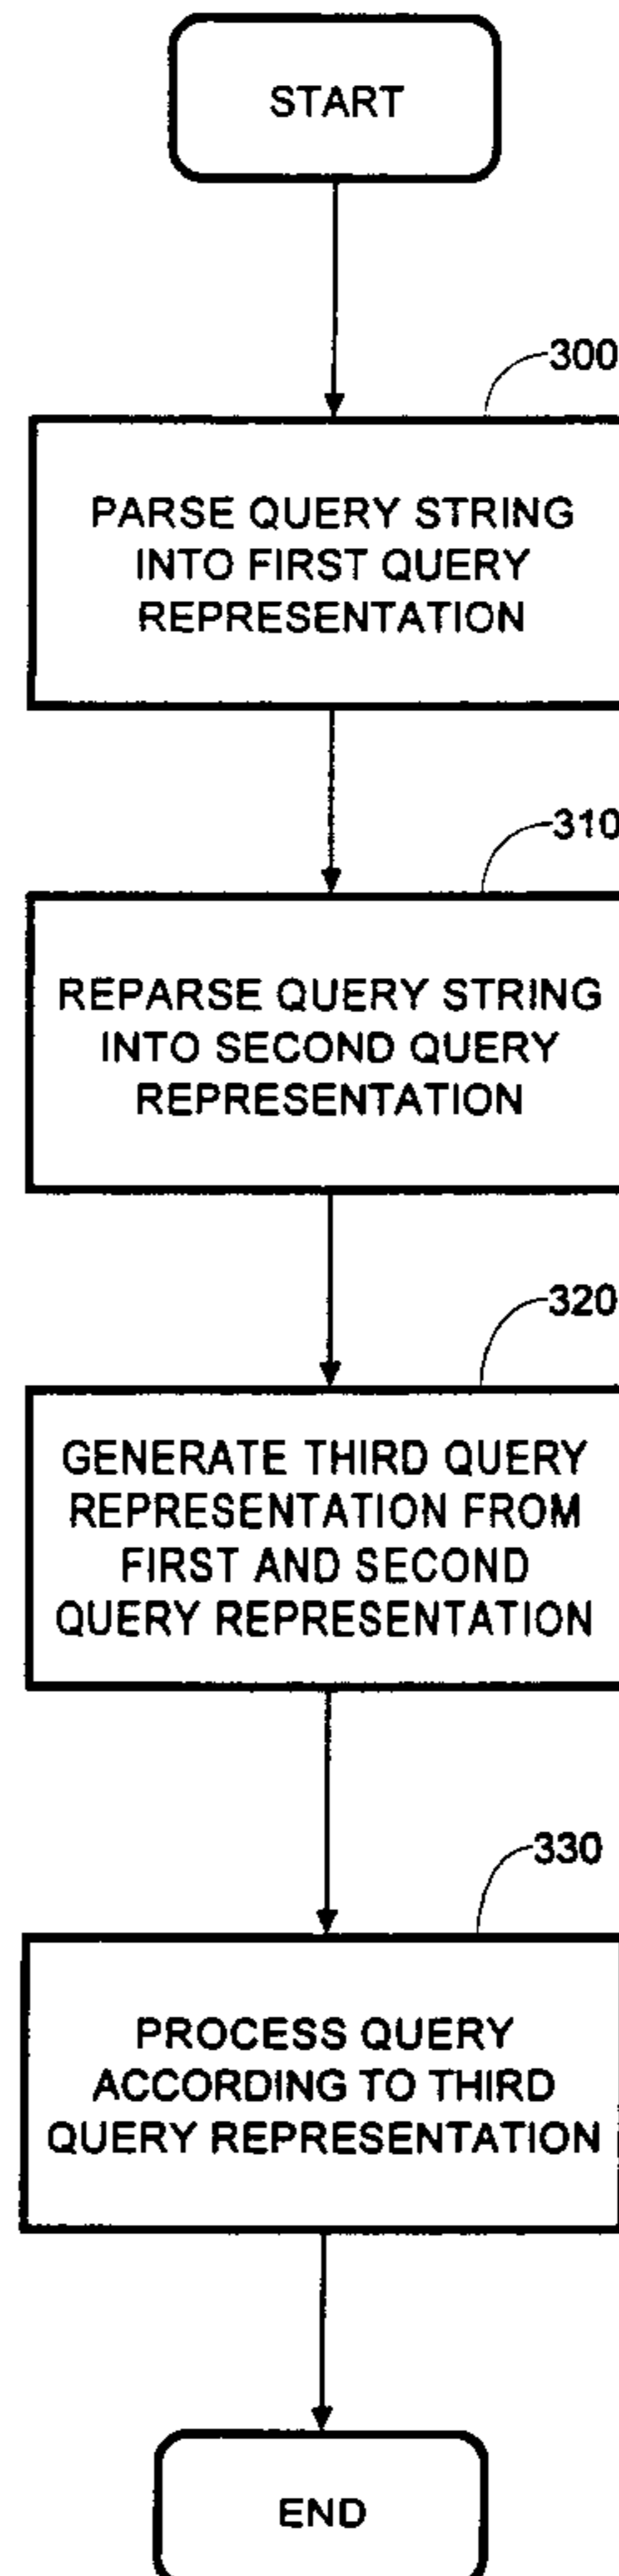 START
300
PARSE QUERY STRING
INTO FIRST QUERY
REPRESENTATION
310
REPARSE QUERY STRING
INTO SECOND QUERY
REPRESENTATION
320
GENERATE THIRD QUERY
REPRESENTATION FROM
FIRST AND SECOND
QUERY REPRESENTATION
330
PROCESS QUERY
ACCORDING TO THIRD
QUERY REPRESENTATION
END